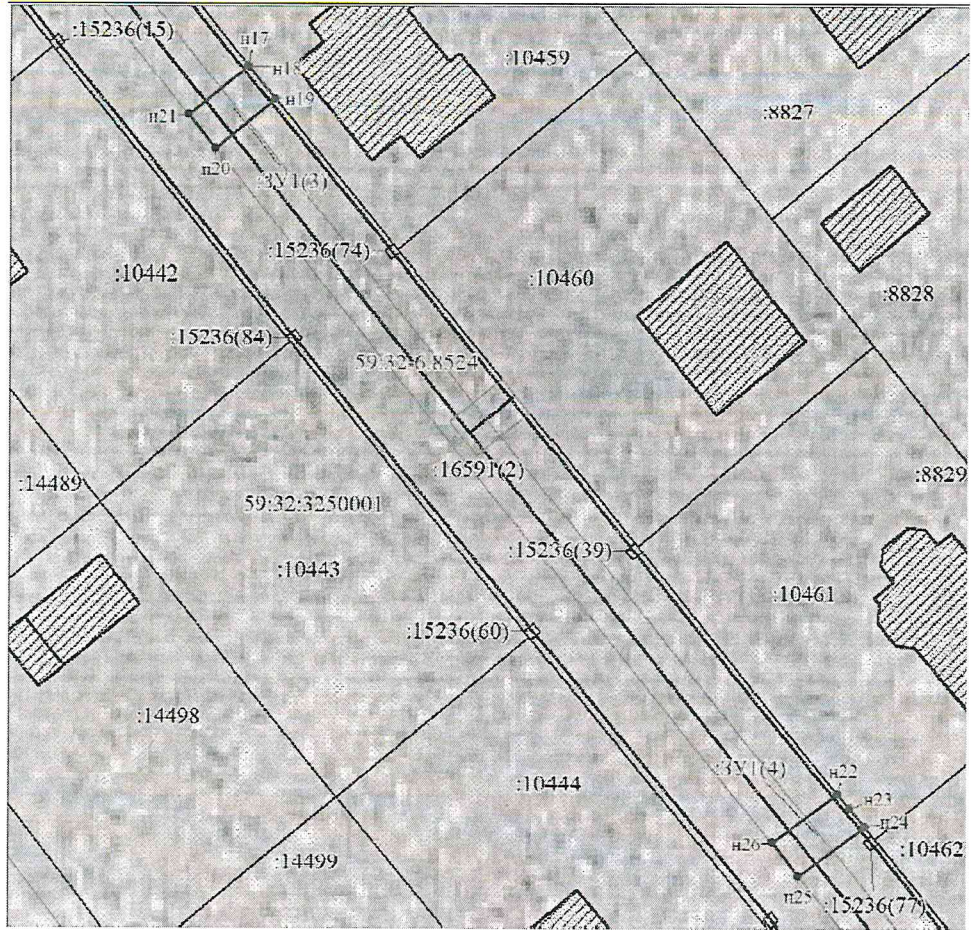 :15236(15)
н17
н18
:10459
н19
н21
:8827
н20
:ЗУ1(3)
:15236(74)
:10442
:10460
:8828
:15236(84)
59:32-6.8524
:14489
:16591(2)
:8829
59:32:3250001
:15236(39)
:10443
:10461
:15236(60)
:14498
:ЗУ1(4)
н22
:10444
н23
н24
н26
:10462
:14499
н25
:15236(77)